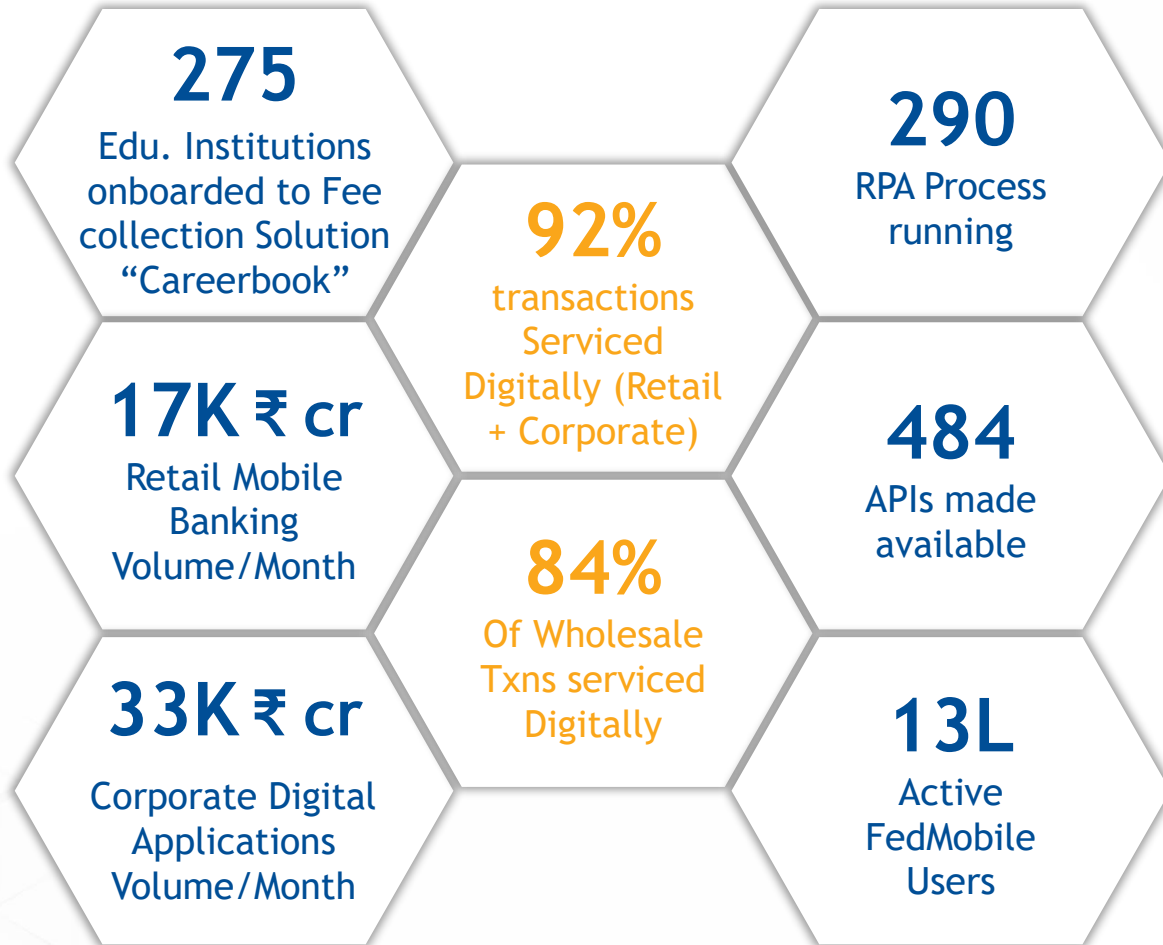 275
Edu. Institutions
onboarded to Fee
collection Solution
“Careerbook”
17K ₹ cr
Retail Mobile
Banking
Volume/Month
33K ₹ cr
Corporate Digital
Applications
Volume/Month
92%
transactions
Serviced
Digitally (Retail
+ Corporate)
84%
Of Wholesale
Txns serviced
Digitally
290
RPA Process
running
484
APIs made
available
13L
Active
FedMobile
Users